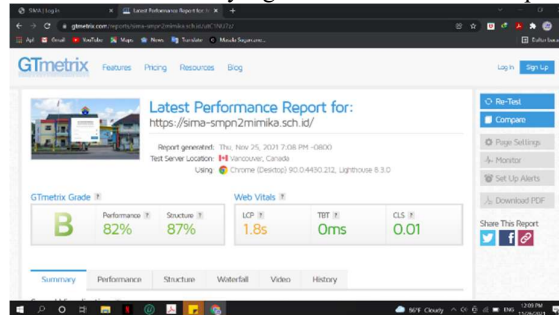 SIMA | Log in
Latest Performance Report for
gtmetrix.com/reports/sima-smpn2mimika.sch.id/
Apl
Gmail
YouTube
Maps
News
Translate
GTmetrix
Features
Pricing
Resources
Blog
Log In
Sign Up
Latest Performance Report for:
https://sima-smpn2mimika.sch.id/
Report generated: Thu, Nov 25, 2021 7:08 PM -0800
Test Server Location: Vancouver, Canada
Using: Chrome (Desktop) 90.0.4430.212, Lighthouse 8.3.0
Re-Test
Compare
Page Settings
Monitor
Set Up Alerts
Download PDF
Share This Report
GTmetrix Grade ?
Web Vitals ?
B
Performance ?
82%
Structure ?
87%
LCP ?
1.8s
TBT ?
0ms
CLS ?
0.01
Summary
Performance
Structure
Waterfall
Video
History
86°F Cloudy
ENG
12:08 PM